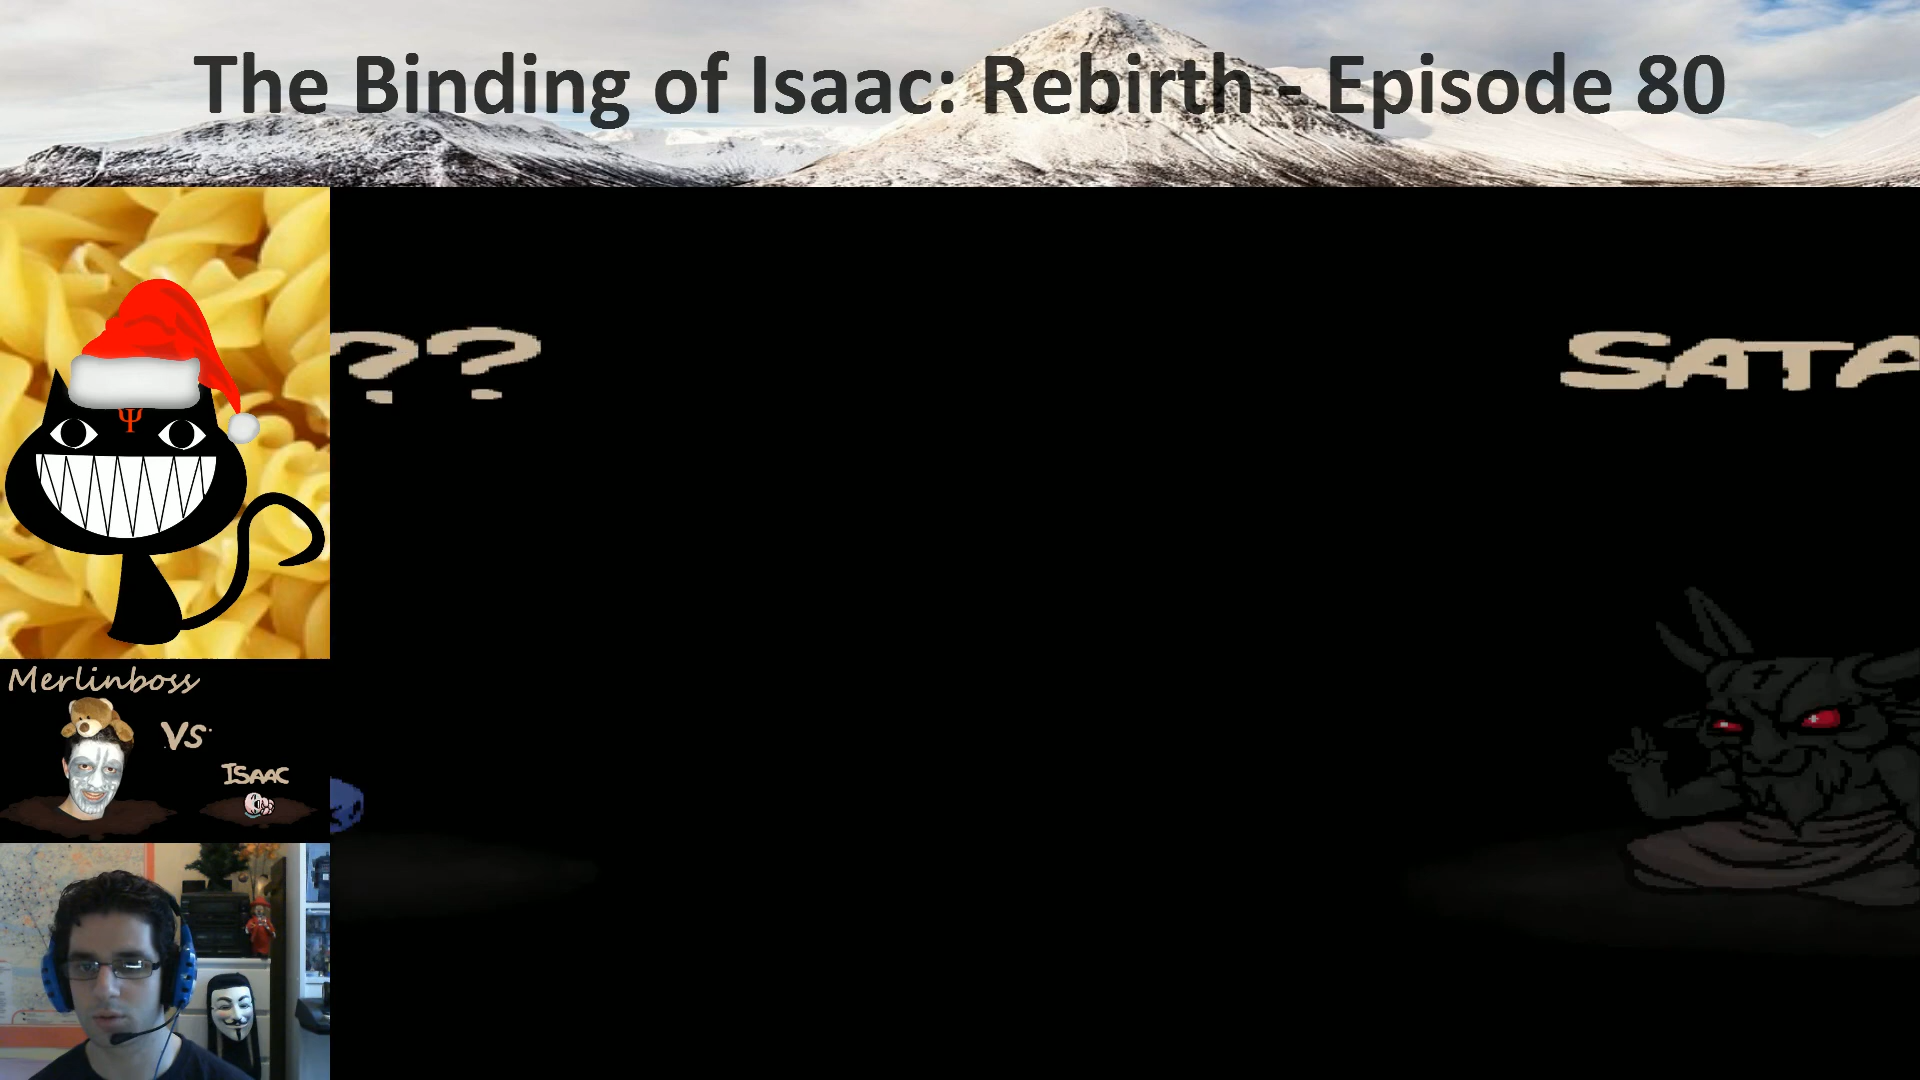 The Binding of Isaac: Rebirth - Episode 80
??
SATA
Ψ
Merlinboss
VS
ISAAC